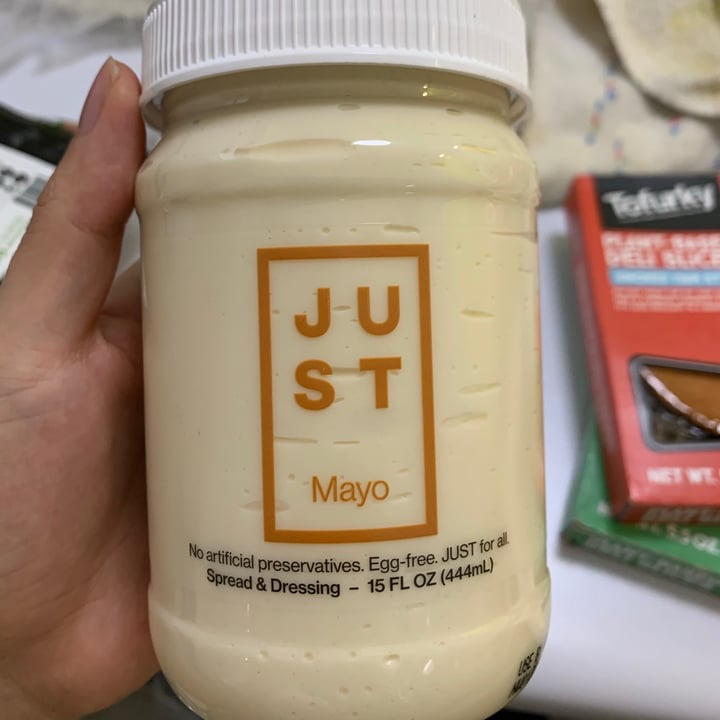 JU
ST
Mayo
No artificial preservatives. Egg-free. JUST for all.
Spread & Dressing – 15 FL OZ (444mL)
Tofurky
PLANT-BASED
DELI SLICES
NET WT.